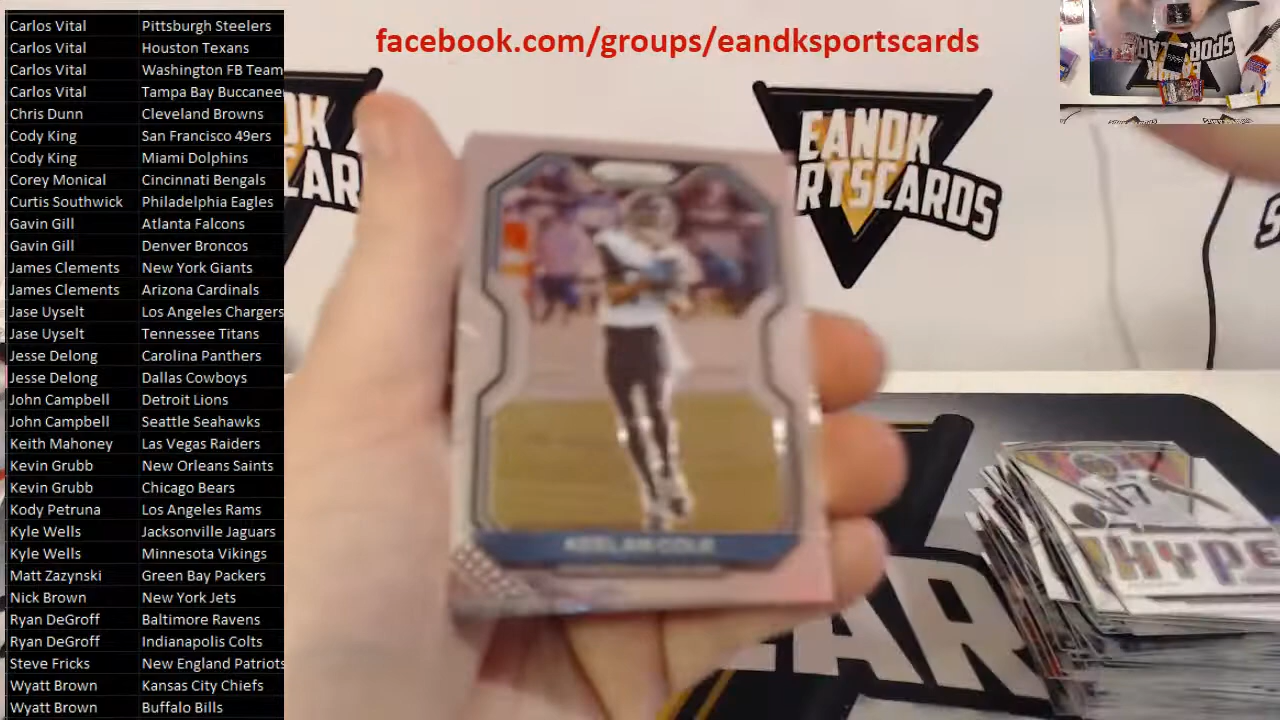 facebook.com/groups/eandksportscards
Carlos Vital Pittsburgh Steelers
Carlos Vital Houston Texans
Carlos Vital Washington FB Team
Carlos Vital Tampa Bay Buccanee
Chris Dunn Cleveland Browns
Cody King San Francisco 49ers
Cody King Miami Dolphins
Corey Monical Cincinnati Bengals
Curtis Southwick Philadelphia Eagles
Gavin Gill Atlanta Falcons
Gavin Gill Denver Broncos
James Clements New York Giants
James Clements Arizona Cardinals
Jase Uyselt Los Angeles Chargers
Jase Uyselt Tennessee Titans
Jesse Delong Carolina Panthers
Jesse Delong Dallas Cowboys
John Campbell Detroit Lions
John Campbell Seattle Seahawks
Keith Mahoney Las Vegas Raiders
Kevin Grubb New Orleans Saints
Kevin Grubb Chicago Bears
Kody Petruna Los Angeles Rams
Kyle Wells Jacksonville Jaguars
Kyle Wells Minnesota Vikings
Matt Zazynski Green Bay Packers
Nick Brown New York Jets
Ryan DeGroff Baltimore Ravens
Ryan DeGroff Indianapolis Colts
Steve Fricks New England Patriots
Wyatt Brown Kansas City Chiefs
Wyatt Brown Buffalo Bills
EANDK
RTSCARDS
DK
CAR
KEELAN COLE
17
HYPE
AR
EANDK
SPOR